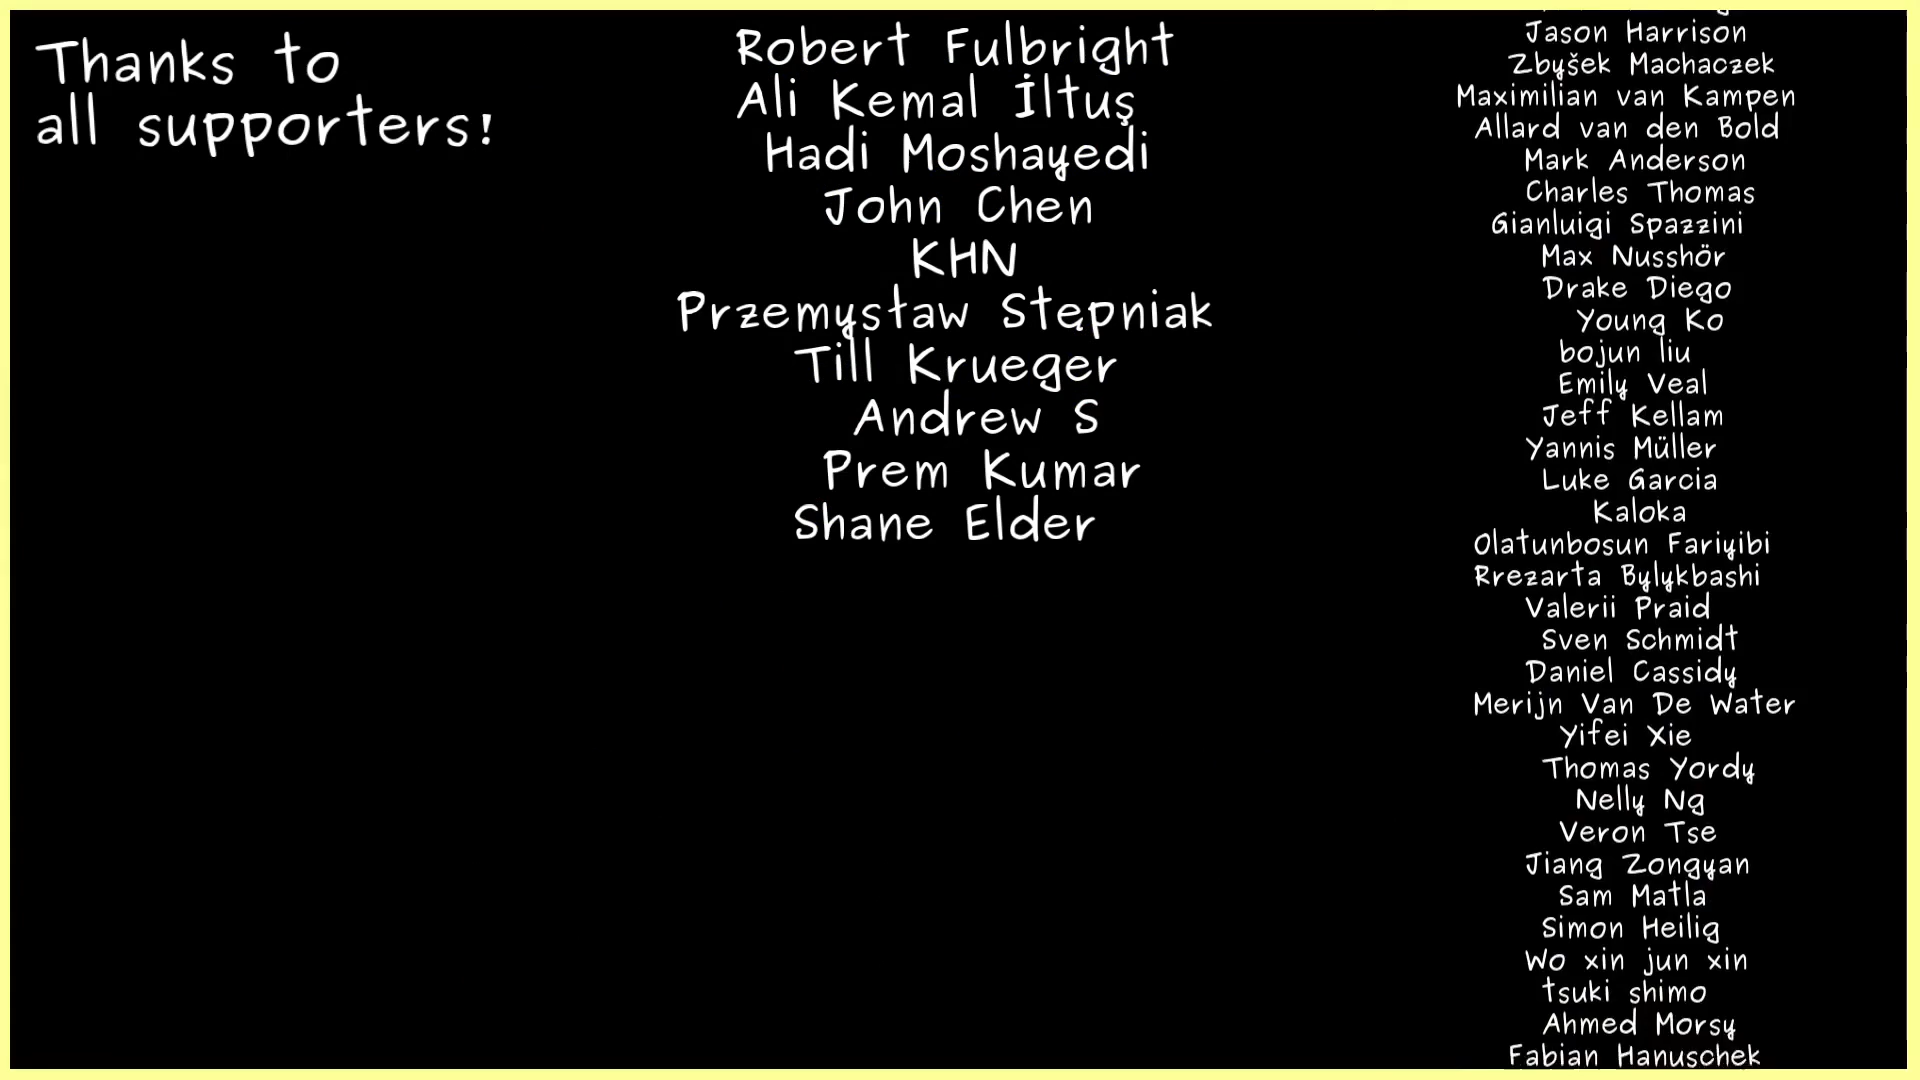 Thanks to
all supporters!
Robert Fulbright
Ali Kemal İltuş
Hadi Moshayedi
John Chen
KHN
Przemysław Stępniak
Till Krueger
Andrew S
Prem Kumar
Shane Elder
Jason Harrison
Zbyšek Machaczek
Maximilian van Kampen
Allard van den Bold
Mark Anderson
Charles Thomas
Gianluigi Spazzini
Max Nusshör
Drake Diego
Young Ko
bojun liu
Emily Veal
Jeff Kellam
Yannis Müller
Luke Garcia
Kaloka
Olatunbosun Fariyibi
Rrezarta Bylykbashi
Valerii Praid
Sven Schmidt
Daniel Cassidy
Merijn Van De Water
Yifei Xie
Thomas Yordy
Nelly Ng
Veron Tse
Jiang Zongyan
Sam Matla
Simon Heilig
Wo xin jun xin
tsuki shimo
Ahmed Morsy
Fabian Hanuschek